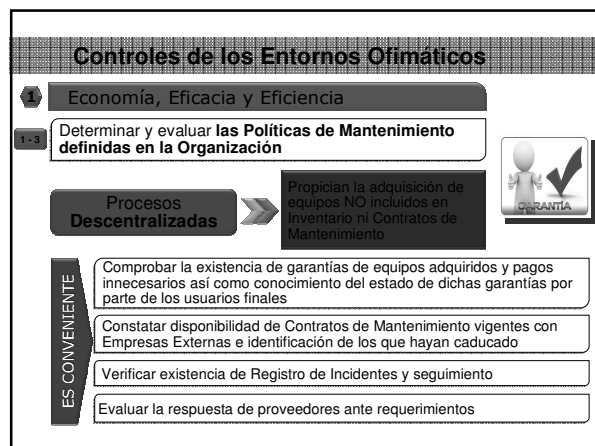 Controles de los Entornos Ofimáticos
1
Economía, Eficacia y Eficiencia
1 - 3
Determinar y evaluar las Políticas de Mantenimiento
definidas en la Organización
Procesos
Descentralizadas
Propician la adquisición de
equipos NO incluidos en
Inventario ni Contratos de
Mantenimiento
GARANTÍA
ES CONVENIENTE
Comprobar la existencia de garantías de equipos adquiridos y pagos
innecesarios así como conocimiento del estado de dichas garantías por
parte de los usuarios finales
Constatar disponibilidad de Contratos de Mantenimiento vigentes con
Empresas Externas e identificación de los que hayan caducado
Verificar existencia de Registro de Incidentes y seguimiento
Evaluar la respuesta de proveedores ante requerimientos